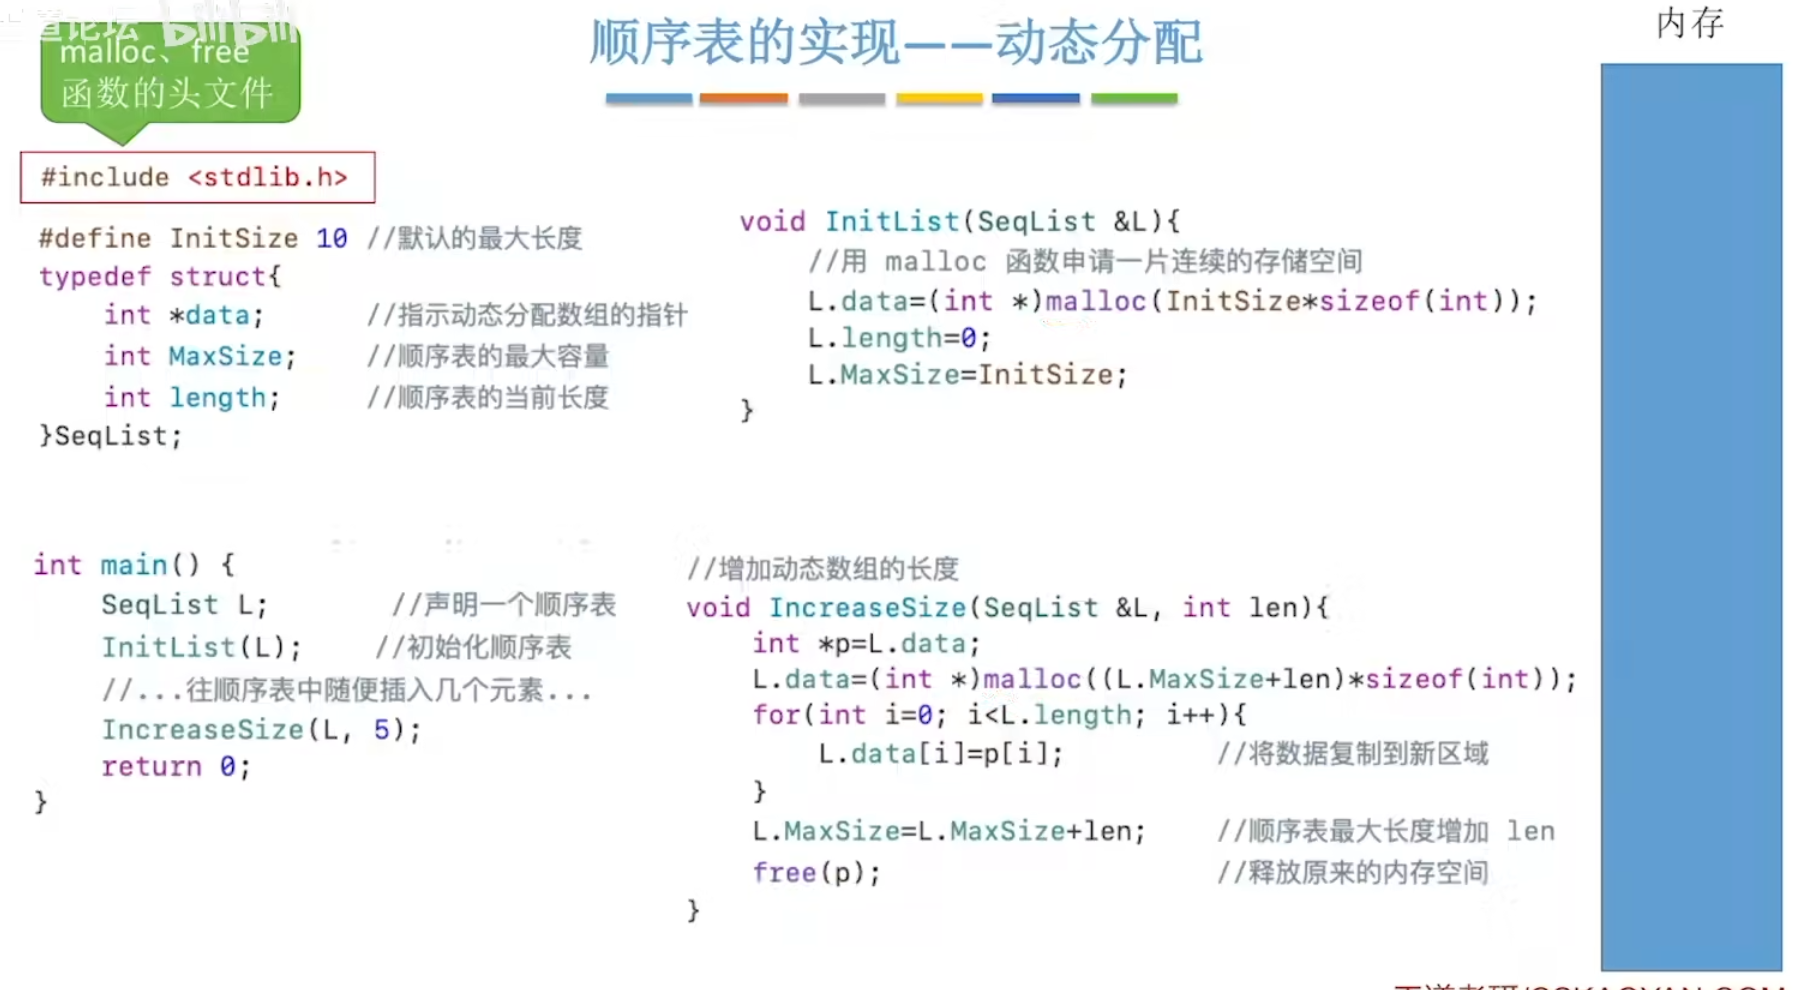 论坛 bilibili
malloc、free
函数的头文件
顺序表的实现——动态分配
内存
#include <stdlib.h>
#define InitSize 10 //默认的最大长度
typedef struct{
int *data; //指示动态分配数组的指针
int MaxSize; //顺序表的最大容量
int length; //顺序表的当前长度
}SeqList;
void InitList(SeqList &L){
//用 malloc 函数申请一片连续的存储空间
L.data=(int *)malloc(InitSize*sizeof(int));
L.length=0;
L.MaxSize=InitSize;
}
int main() {
SeqList L; //声明一个顺序表
InitList(L); //初始化顺序表
//...往顺序表中随便插入几个元素...
IncreaseSize(L, 5);
return 0;
}
//增加动态数组的长度
void IncreaseSize(SeqList &L, int len){
int *p=L.data;
L.data=(int *)malloc((L.MaxSize+len)*sizeof(int));
for(int i=0; i<L.length; i++){
L.data[i]=p[i]; //将数据复制到新区域
}
L.MaxSize=L.MaxSize+len; //顺序表最大长度增加 len
free(p); //释放原来的内存空间
}